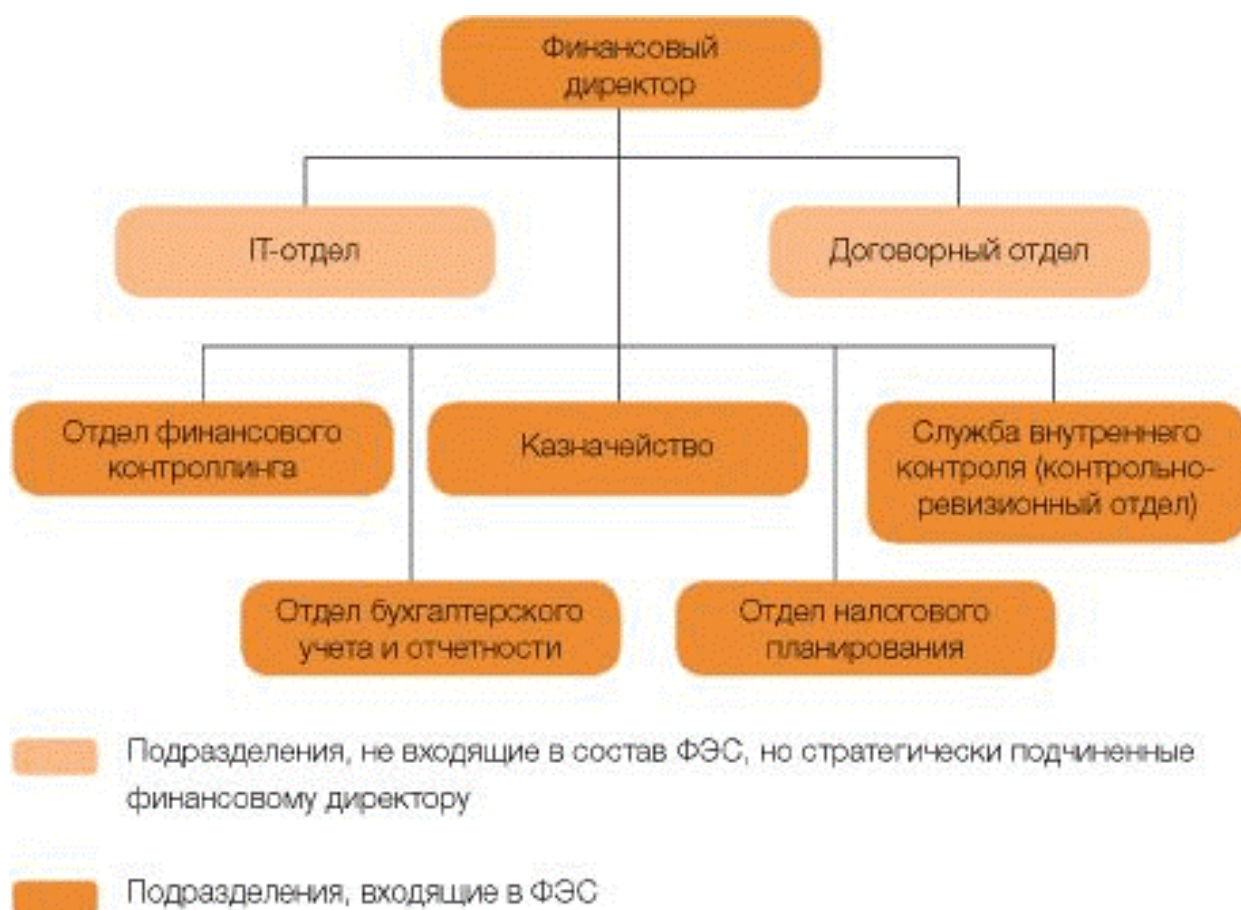 Финансовый
директор
IT-отдел
Договорный отдел
Отдел финансового
контроллинга
Казначейство
Служба внутреннего
контроля (контрольно-
ревизионный отдел)
Отдел бухгалтерского
учета и отчетности
Отдел налогового
планирования
Подразделения, не входящие в состав ФЭС, но стратегически подчиненные
финансовому директору
Подразделения, входящие в ФЭС